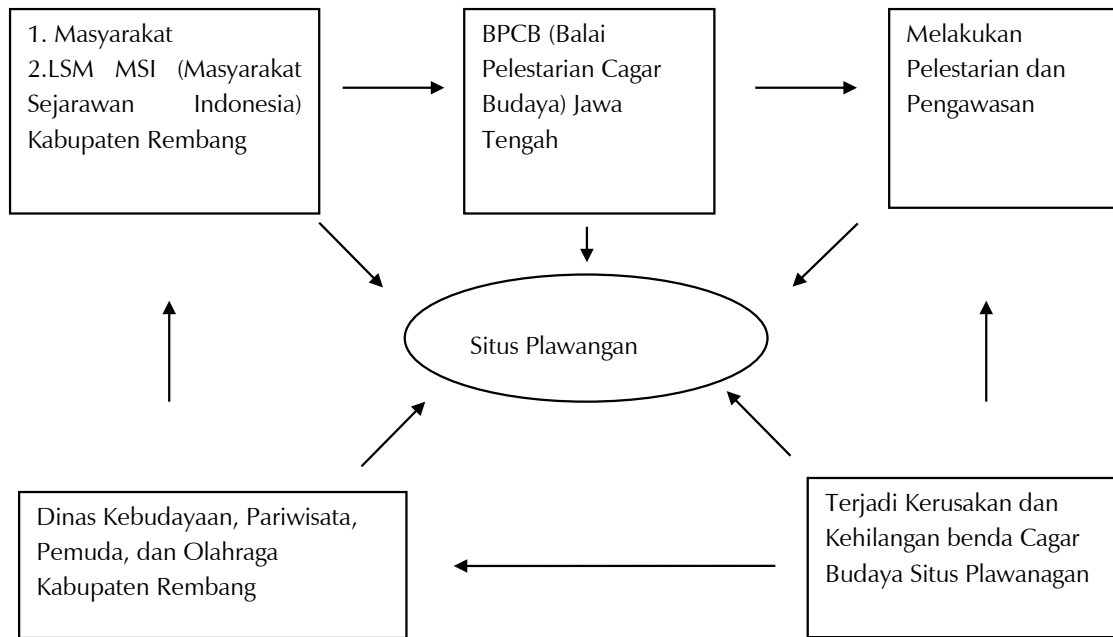 1. Masyarakat
2.LSM MSI (Masyarakat
Sejarawan Indonesia)
Kabupaten Rembang
BPCB (Balai
Pelestarian Cagar
Budaya) Jawa
Tengah
Melakukan
Pelestarian dan
Pengawasan
Situs Plawangan
Dinas Kebudayaan, Pariwisata,
Pemuda, dan Olahraga
Kabupaten Rembang
Terjadi Kerusakan dan
Kehilangan benda Cagar
Budaya Situs Plawanagan